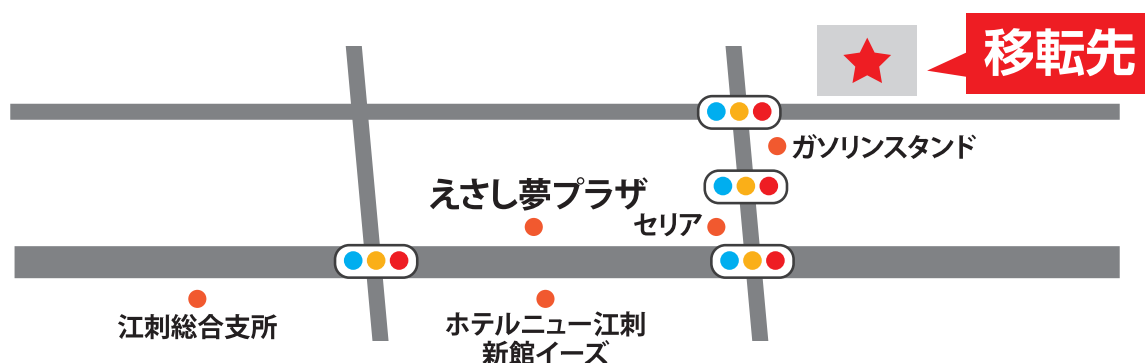 移転先
ガソリンスタンド
えさし夢プラザ
セリア
江刺総合支所
ホテルニュー江刺
新館イーズ